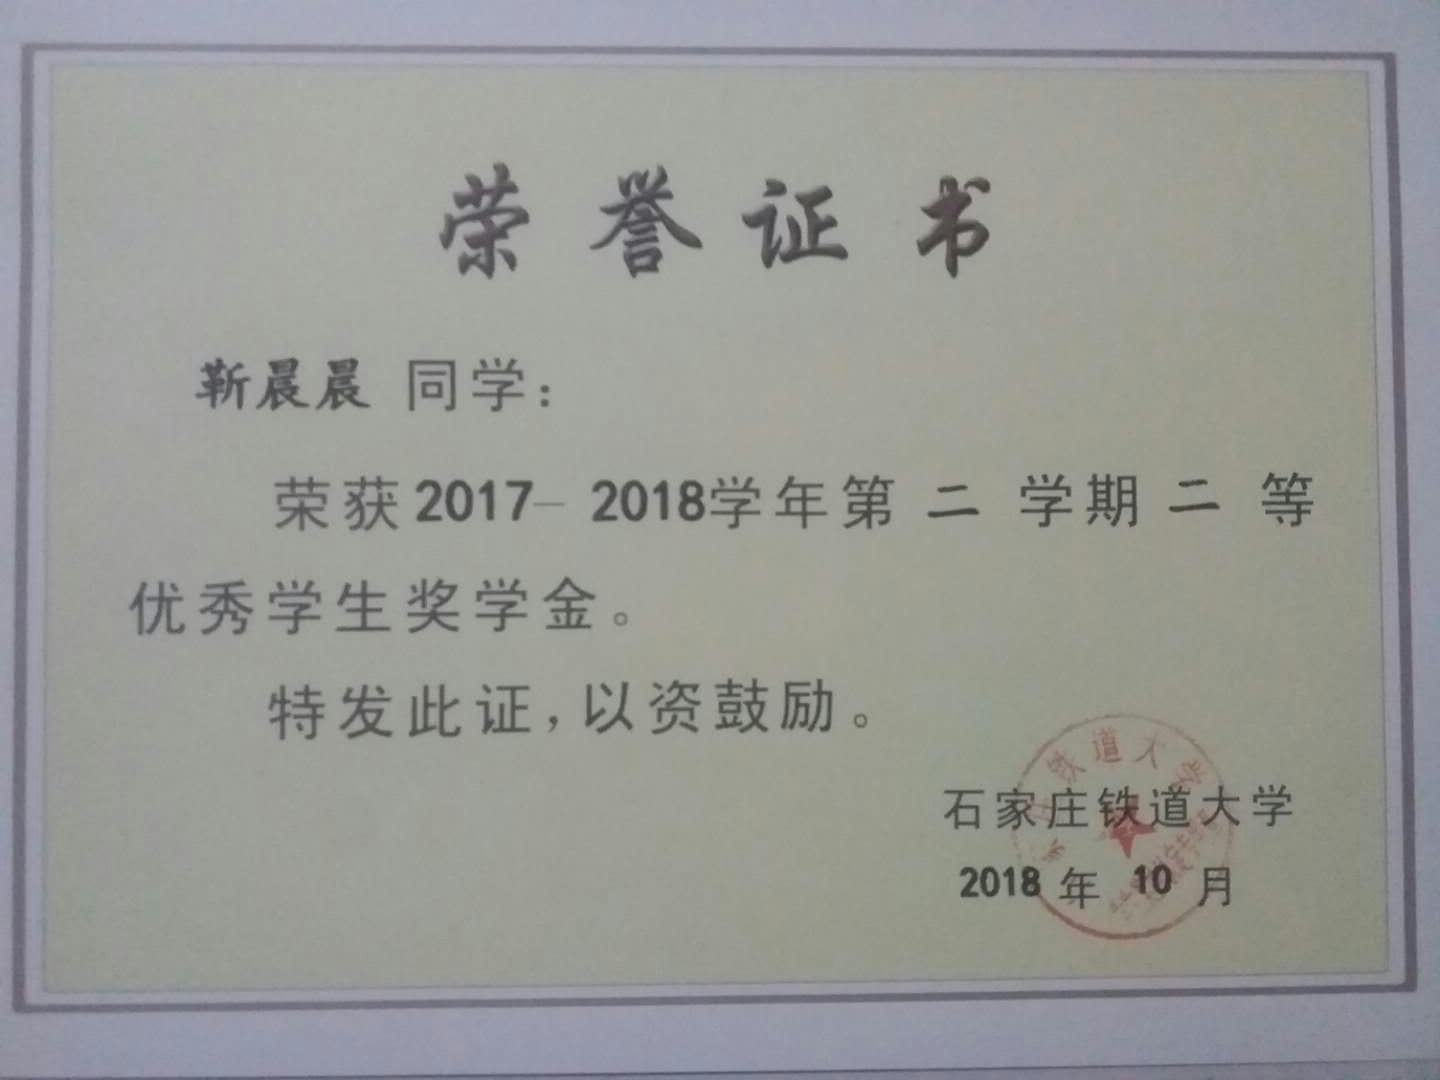 荣誉证书
靳晨晨 同学：
荣获2017-2018学年第 二 学期 二 等
优秀学生奖学金。
特发此证，以资鼓励。
石家庄铁道大学
2018 年 10 月
铁道大学